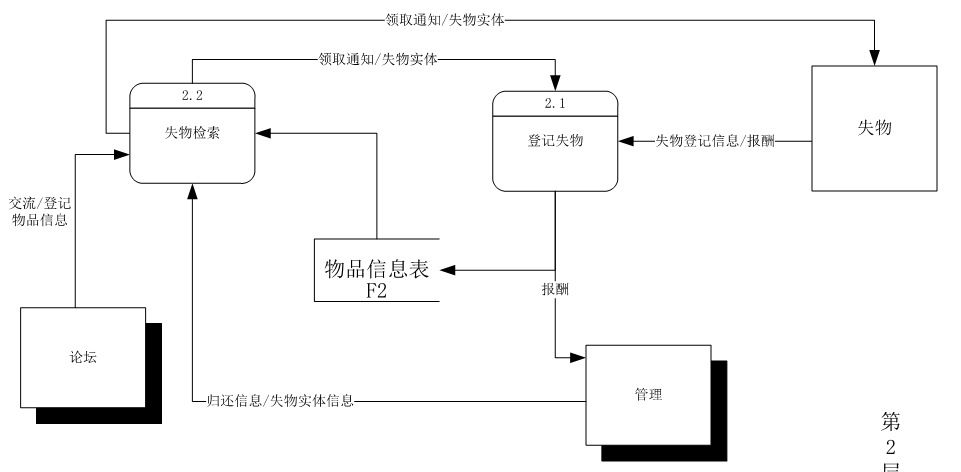 领取通知/失物实体
领取通知/失物实体
2.2
失物检索
2.1
登记失物
失物登记信息/报酬
失物
交流/登记
物品信息
物品信息表
F2
报酬
论坛
管理
归还信息/失物实体信息
第
2